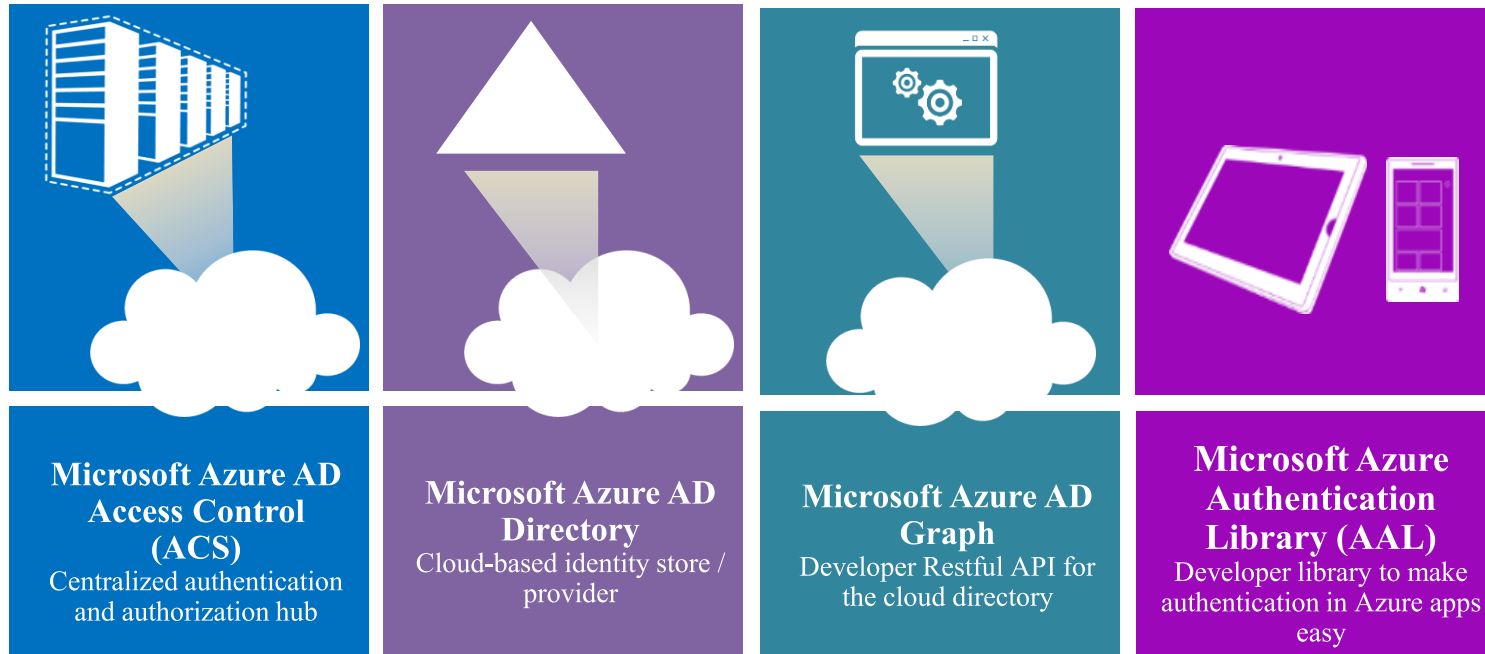 Microsoft Azure AD
Access Control
(ACS)
Centralized authentication
and authorization hub
Microsoft Azure AD
Directory
Cloud-based identity store /
provider
Microsoft Azure AD
Graph
Developer Restful API for
the cloud directory
Microsoft Azure
Authentication
Library (AAL)
Developer library to make
authentication in Azure apps
easy